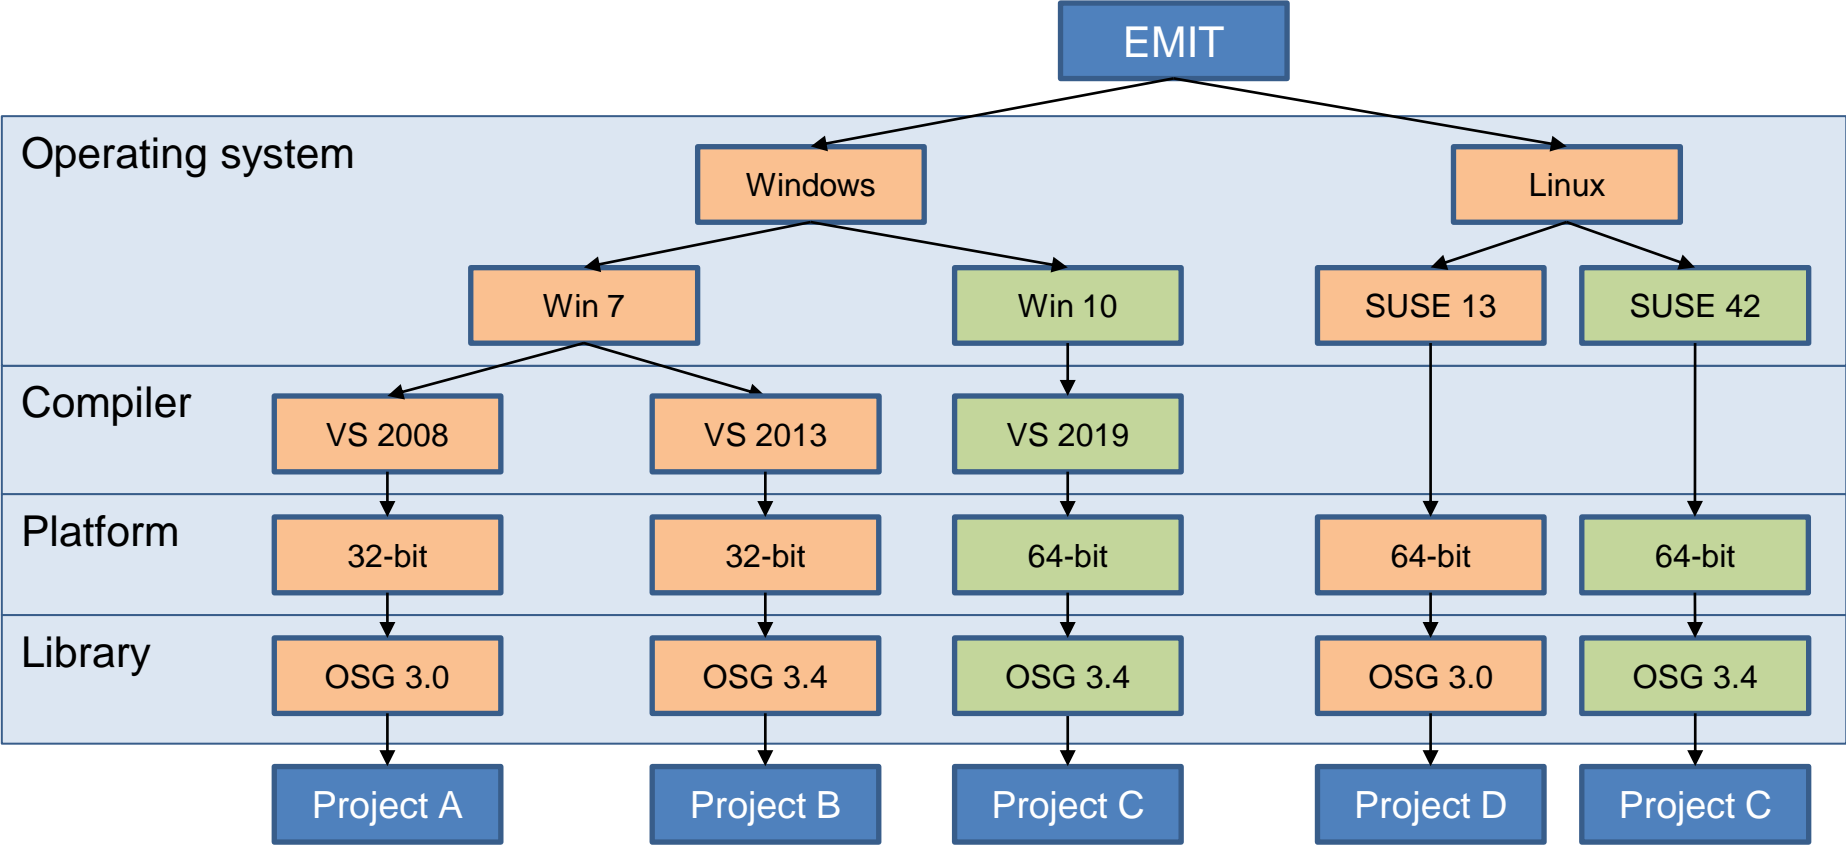 EMIT
Operating system
Windows
Linux
Win 7
Win 10
SUSE 13
SUSE 42
Compiler
VS 2008
VS 2013
VS 2019
Platform
32-bit
32-bit
64-bit
64-bit
64-bit
Library
OSG 3.0
OSG 3.4
OSG 3.4
OSG 3.0
OSG 3.4
Project A
Project B
Project C
Project D
Project C